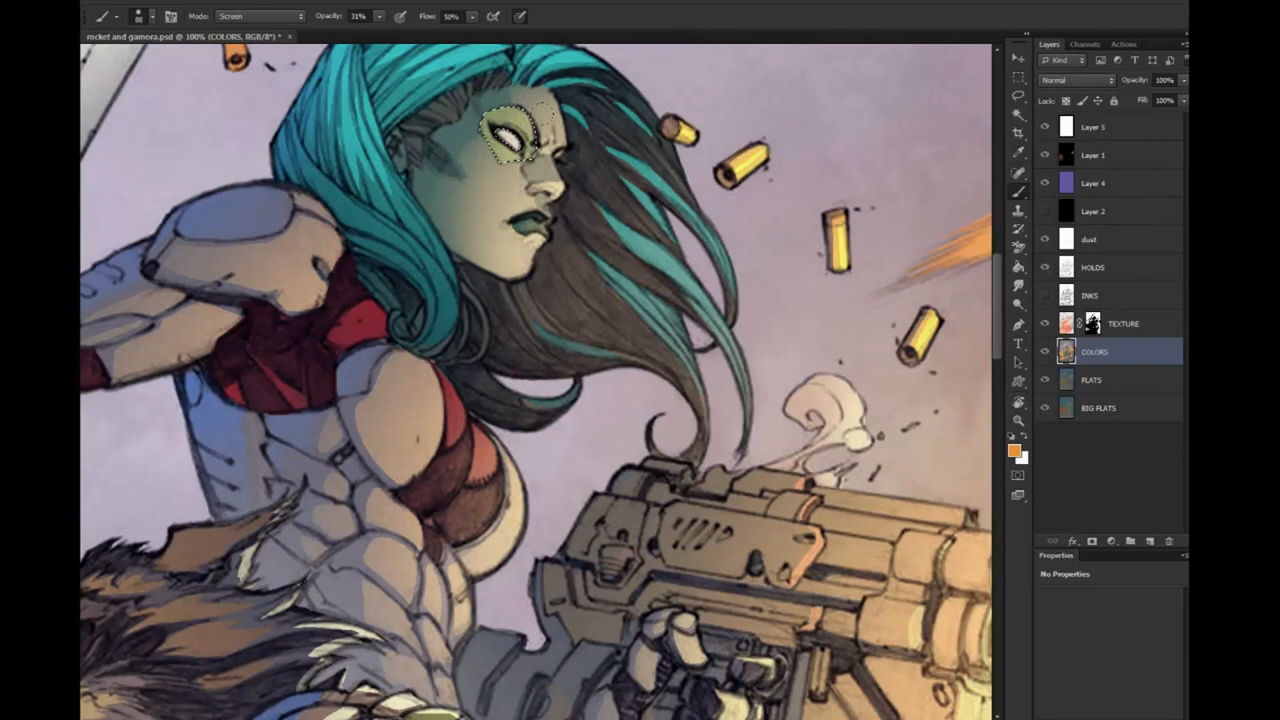 Mode: Screen Opacity: 31% Flow: 50%
rocket and gamora.psd @ 100% (COLORS, RGB/8*) * ×
88
Layers Channels Actions
Kind
Normal Opacity: 100%
Lock: Fill: 100%
Layer 5
Layer 1
Layer 4
Layer 2
dust
HOLDS
INKS
TEXTURE
COLORS
FLATS
BIG FLATS
fx
Properties
No Properties